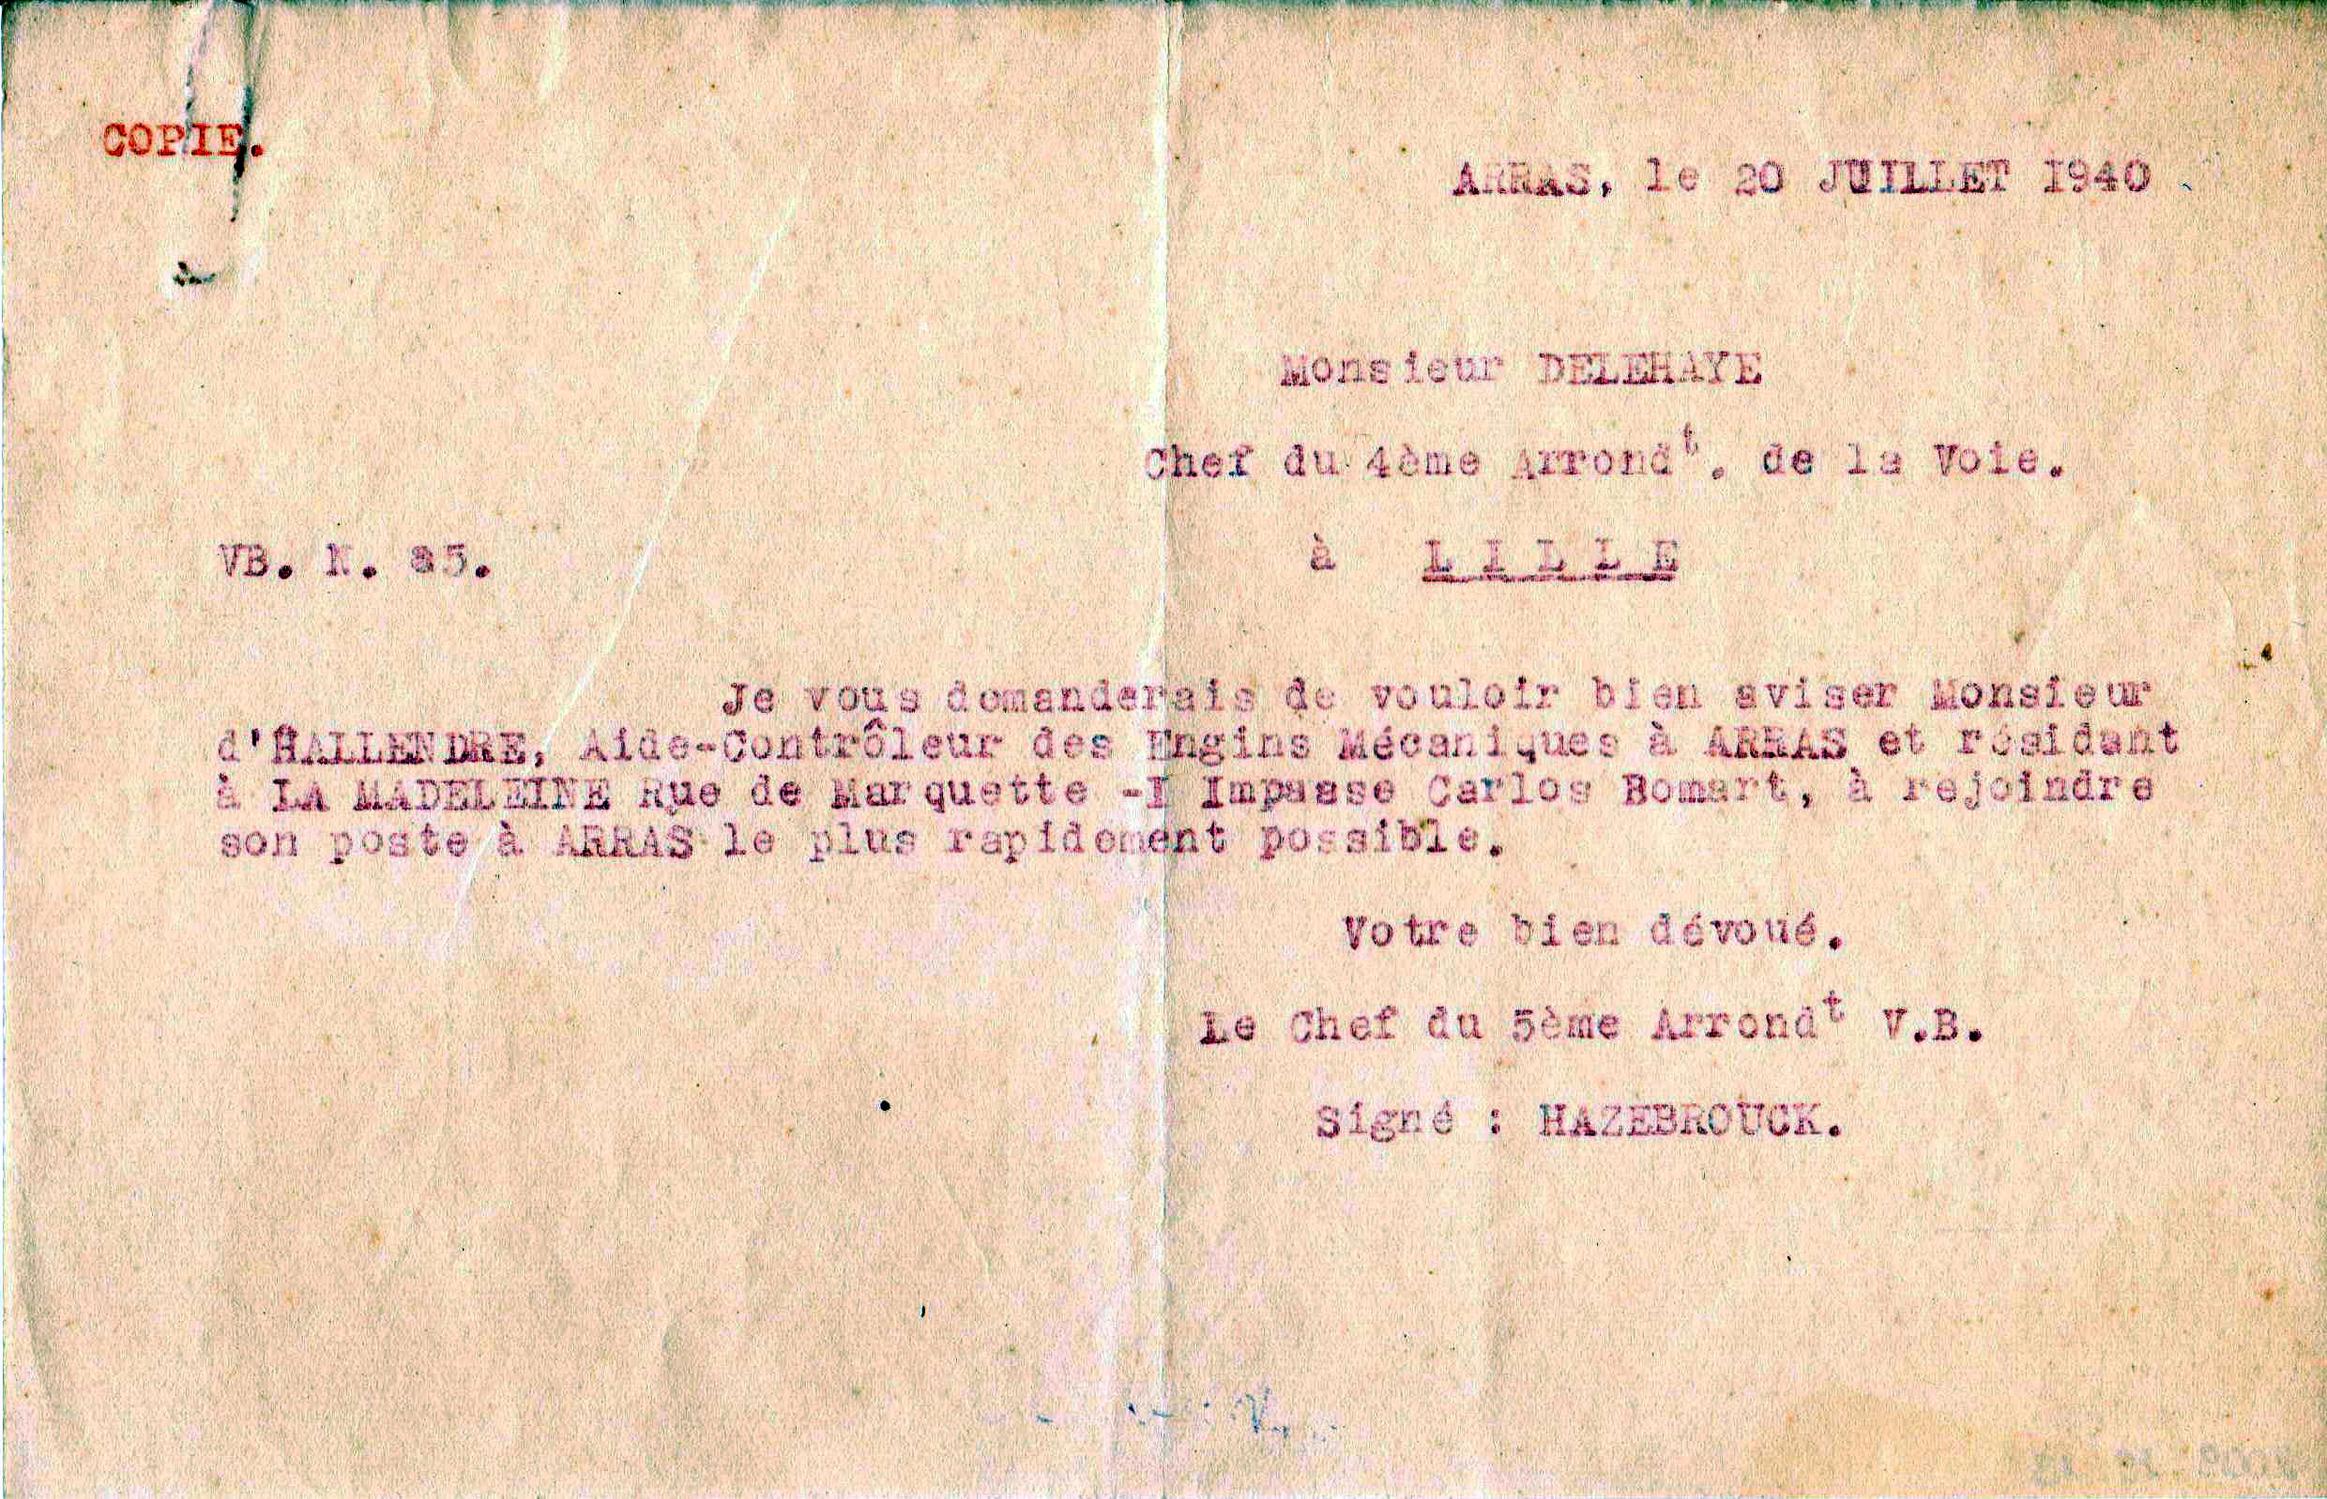 COPIE.
ARRAS, le 20 JUILLET I940
Monsieur DELEHAYE
Chef du 4ème Arrondt. de la Voie.
VB. N. a5.
à LILLE
Je vous demanderais de vouloir bien aviser Monsieur
d'HALLENDRE, Aide-Contrôleur des Engins Mécaniques à ARRAS et résidant
à LA MADELEINE Rue de Marquette -I Impasse Carlos Bomart, à rejoindre
son poste à ARRAS le plus rapidement possible.
Votre bien dévoué.
Le Chef du 5ème Arrondt V.B.
Signé : HAZEBROUCK.